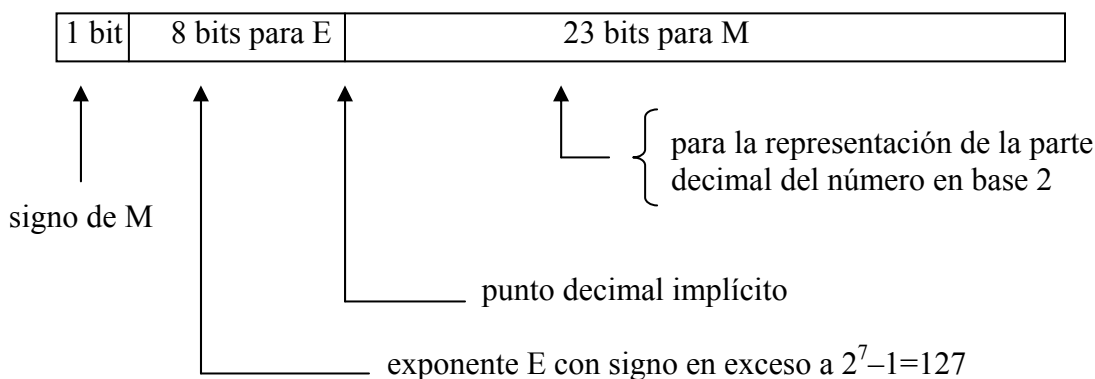 1 bit 8 bits para E 23 bits para M
para la representación de la parte
decimal del número en base 2
signo de M
punto decimal implícito
exponente E con signo en exceso a 2⁷–1=127